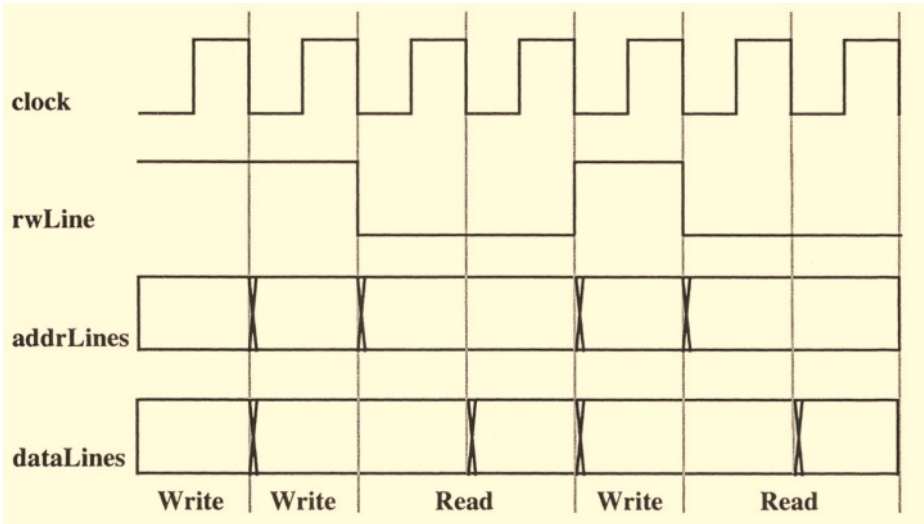 clock
rwLine
addrLines
dataLines
Write Write Read Write Read